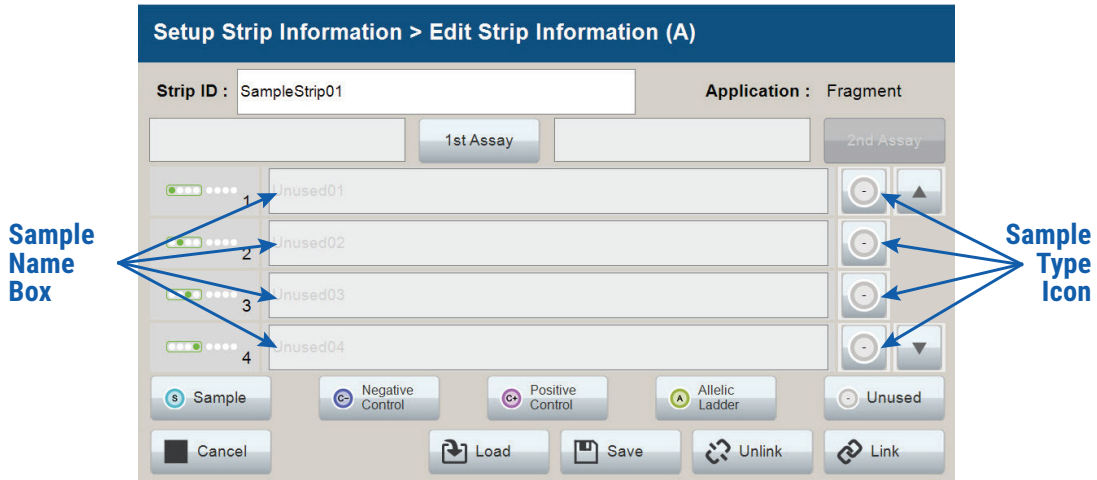 Setup Strip Information > Edit Strip Information (A)
Strip ID : SampleStrip01 Application : Fragment
1st Assay 2nd Assay
1 Unused01 -
2 Unused02 -
3 Unused03 -
4 Unused04 -
Sample
Name
Box
Sample
Type
Icon
S Sample C- Negative
Control C+ Positive
Control A Allelic
Ladder - Unused
Cancel Load Save Unlink Link